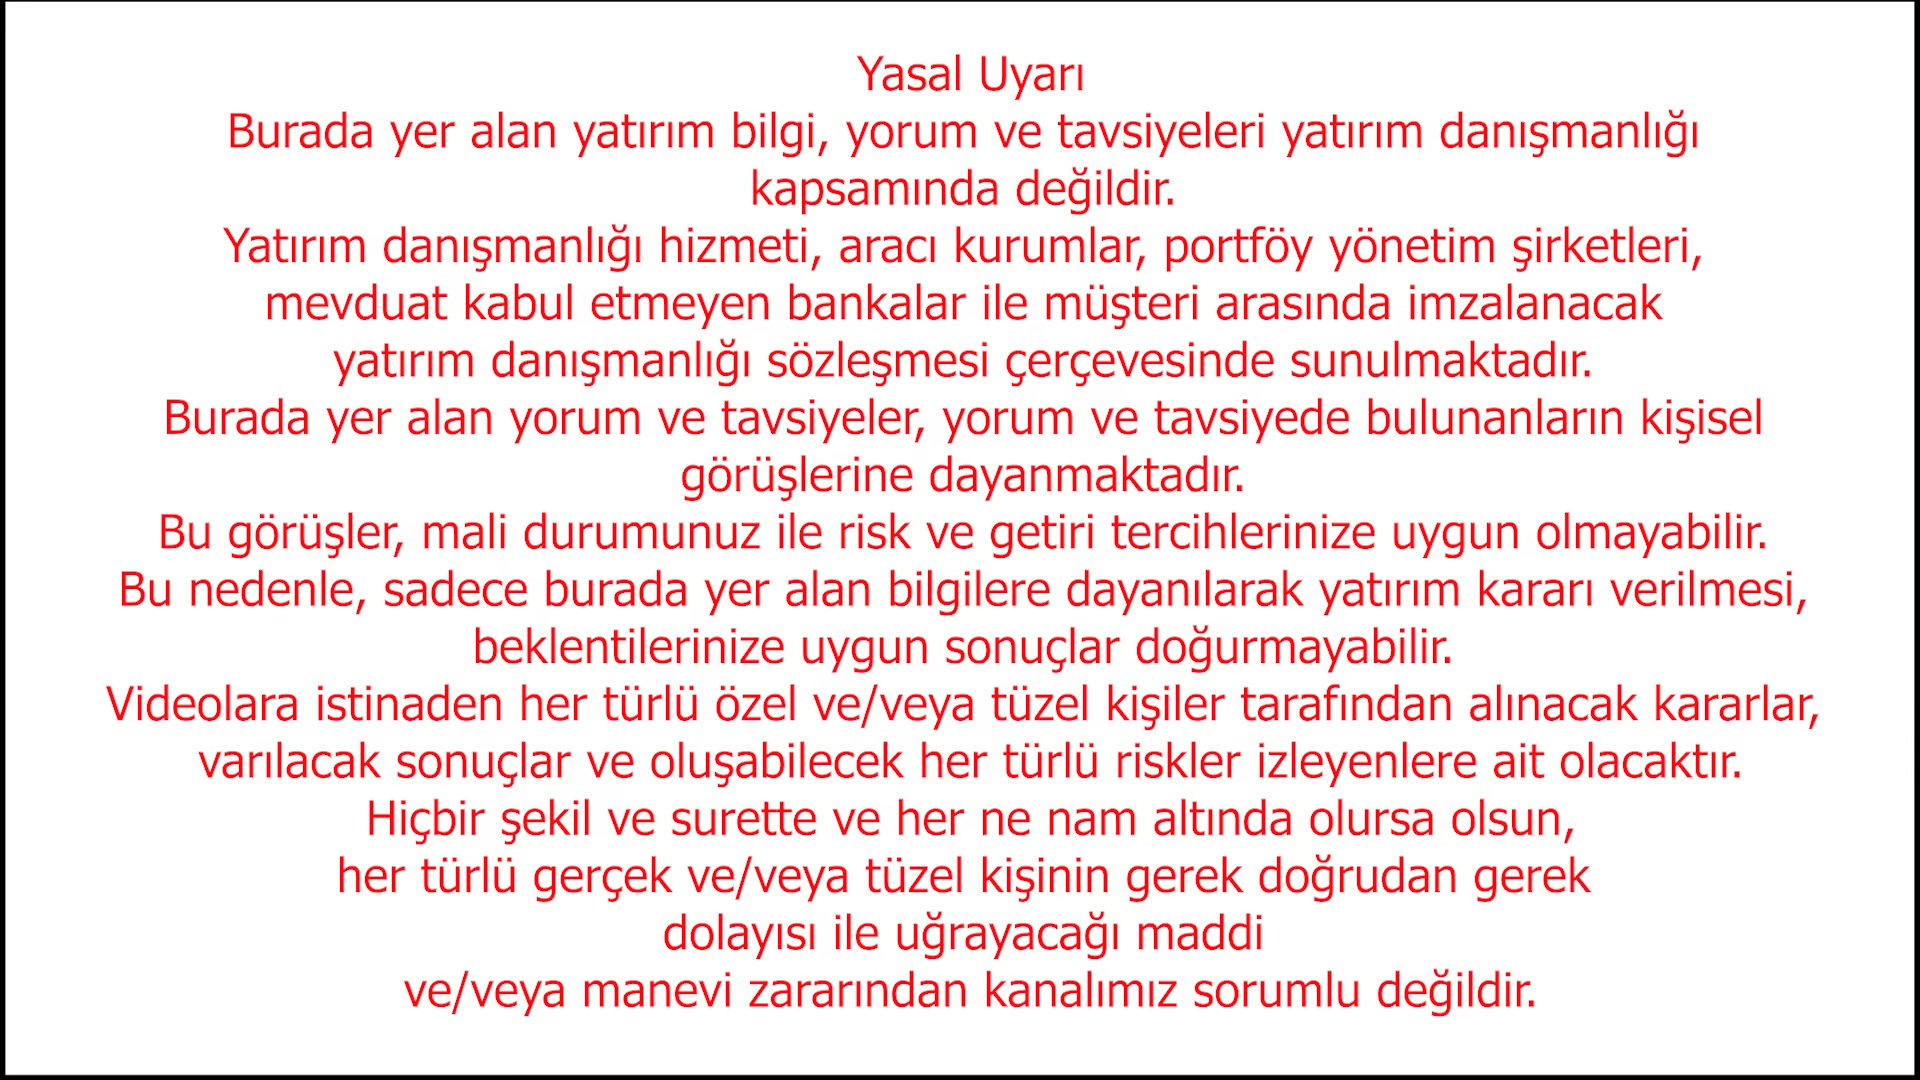 Yasal Uyarı
Burada yer alan yatırım bilgi, yorum ve tavsiyeleri yatırım danışmanlığı
kapsamında değildir.
Yatırım danışmanlığı hizmeti, aracı kurumlar, portföy yönetim şirketleri,
mevduat kabul etmeyen bankalar ile müşteri arasında imzalanacak
yatırım danışmanlığı sözleşmesi çerçevesinde sunulmaktadır.
Burada yer alan yorum ve tavsiyeler, yorum ve tavsiyede bulunanların kişisel
görüşlerine dayanmaktadır.
Bu görüşler, mali durumunuz ile risk ve getiri tercihlerinize uygun olmayabilir.
Bu nedenle, sadece burada yer alan bilgilere dayanılarak yatırım kararı verilmesi,
beklentilerinize uygun sonuçlar doğurmayabilir.
Videolara istinaden her türlü özel ve/veya tüzel kişiler tarafından alınacak kararlar,
varılacak sonuçlar ve oluşabilecek her türlü riskler izleyenlere ait olacaktır.
Hiçbir şekil ve surette ve her ne nam altında olursa olsun,
her türlü gerçek ve/veya tüzel kişinin gerek doğrudan gerek
dolayısı ile uğrayacağı maddi
ve/veya manevi zararından kanalımız sorumlu değildir.